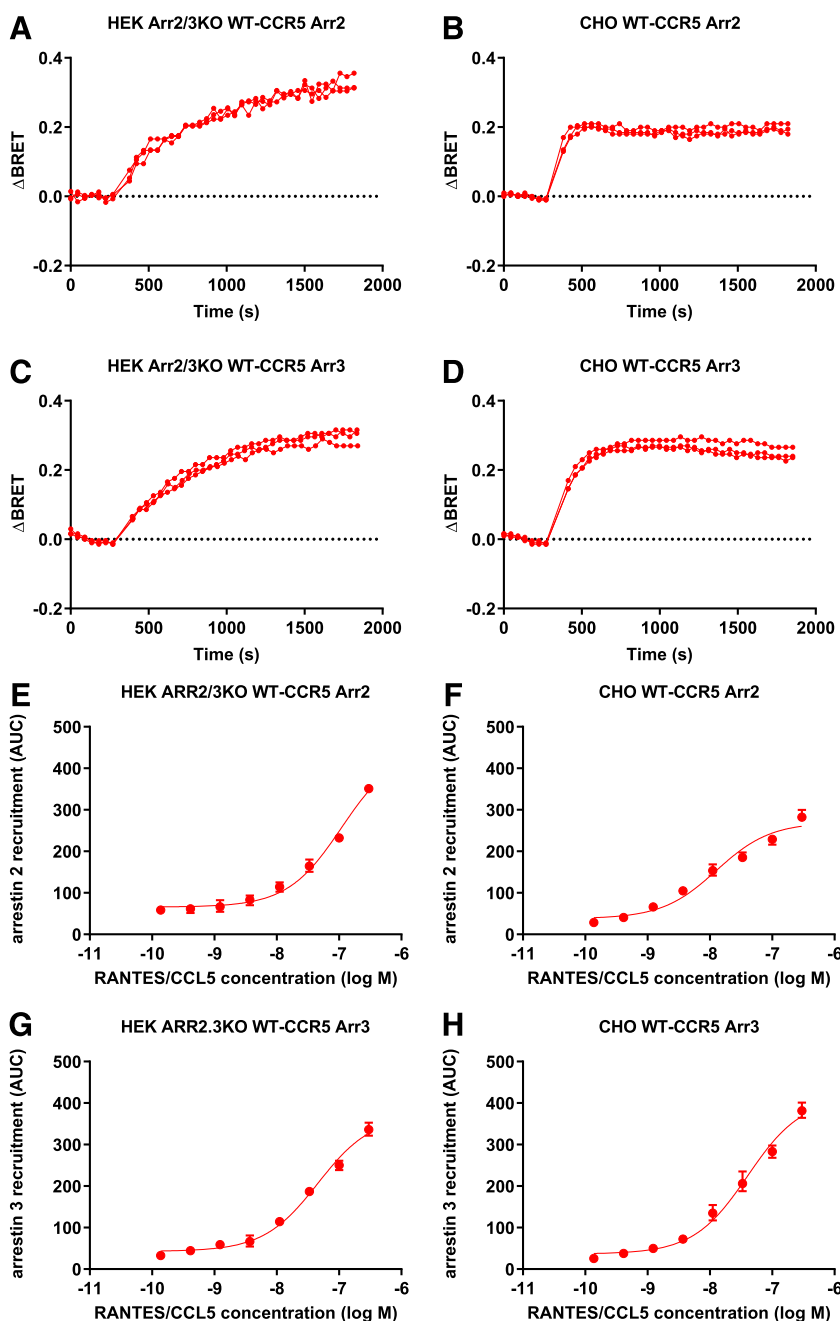 A
HEK Arr2/3KO WT-CCR5 Arr2
0.4
0.2
0.0
-0.2
ΔBRET
0 500 1000 1500 2000
Time (s)
B
CHO WT-CCR5 Arr2
0.4
0.2
0.0
-0.2
ΔBRET
0 500 1000 1500 2000
Time (s)
C
HEK Arr2/3KO WT-CCR5 Arr3
0.4
0.2
0.0
-0.2
ΔBRET
0 500 1000 1500 2000
Time (s)
D
CHO WT-CCR5 Arr3
0.4
0.2
0.0
-0.2
ΔBRET
0 500 1000 1500 2000
Time (s)
E
HEK ARR2/3KO WT-CCR5 Arr2
500
400
300
200
100
0
arrestin 2 recruitment (AUC)
-11 -10 -9 -8 -7 -6
RANTES/CCL5 concentration (log M)
F
CHO WT-CCR5 Arr2
500
400
300
200
100
0
arrestin 2 recruitment (AUC)
-11 -10 -9 -8 -7 -6
RANTES/CCL5 concentration (log M)
G
HEK ARR2.3KO WT-CCR5 Arr3
500
400
300
200
100
0
arrestin 3 recruitment (AUC)
-11 -10 -9 -8 -7 -6
RANTES/CCL5 concentration (log M)
H
CHO WT-CCR5 Arr3
500
400
300
200
100
0
arrestin 3 recruitment (AUC)
-11 -10 -9 -8 -7 -6
RANTES/CCL5 concentration (log M)